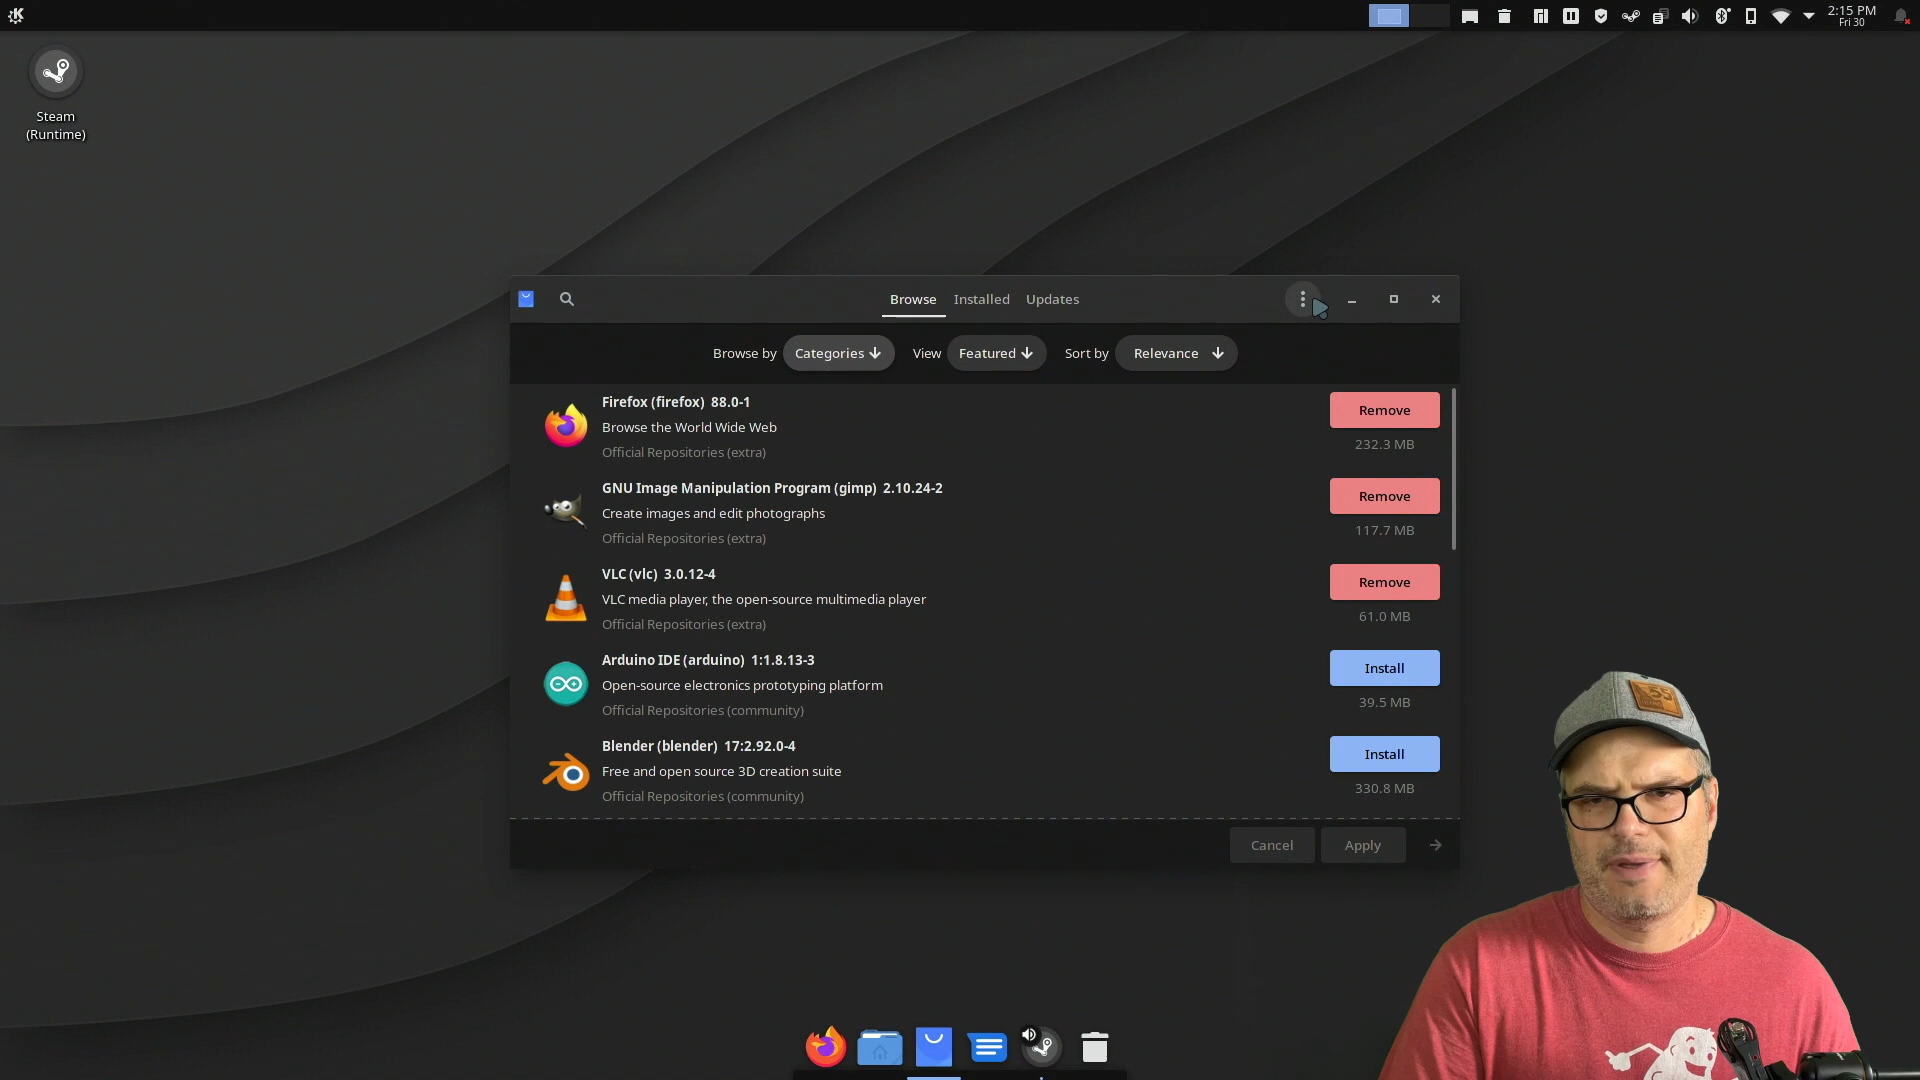 2:15 PM
Fri 30
Steam
(Runtime)
Browse Installed Updates
Browse by Categories View Featured Sort by Relevance
Firefox (firefox) 88.0-1
Browse the World Wide Web
Official Repositories (extra)
Remove
232.3 MB
GNU Image Manipulation Program (gimp) 2.10.24-2
Create images and edit photographs
Official Repositories (extra)
Remove
117.7 MB
VLC (vlc) 3.0.12-4
VLC media player, the open-source multimedia player
Official Repositories (extra)
Remove
61.0 MB
Arduino IDE (arduino) 1:1.8.13-3
Open-source electronics prototyping platform
Official Repositories (community)
Install
39.5 MB
Blender (blender) 17:2.92.0-4
Free and open source 3D creation suite
Official Repositories (community)
Install
330.8 MB
Cancel Apply